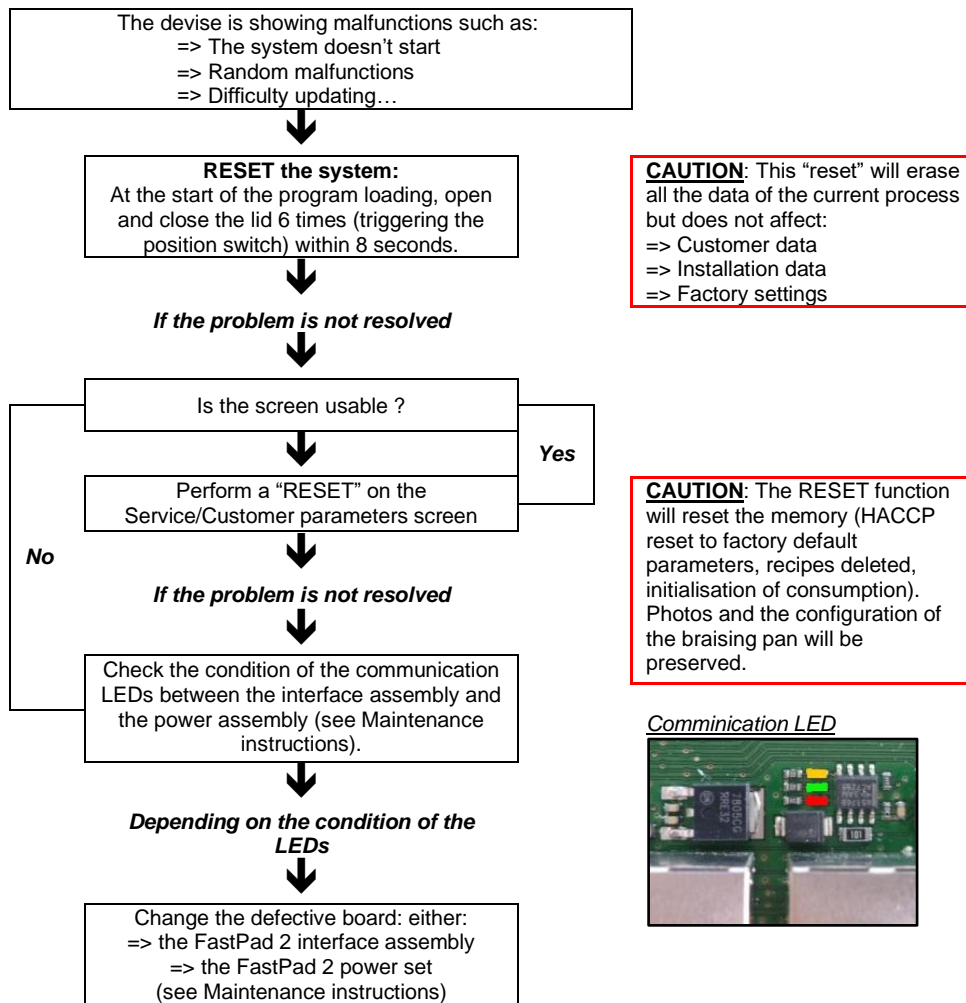 The devise is showing malfunctions such as:
=> The system doesn't start
=> Random malfunctions
=> Difficulty updating…
RESET the system:
At the start of the program loading, open
and close the lid 6 times (triggering the
position switch) within 8 seconds.
CAUTION: This "reset" will erase
all the data of the current process
but does not affect:
=> Customer data
=> Installation data
=> Factory settings
If the problem is not resolved
Is the screen usable ?
Yes
Perform a "RESET" on the
Service/Customer parameters screen
No
CAUTION: The RESET function
will reset the memory (HACCP
reset to factory default
parameters, recipes deleted,
initialisation of consumption).
Photos and the configuration of
the braising pan will be
preserved.
If the problem is not resolved
Check the condition of the communication
LEDs between the interface assembly and
the power assembly (see Maintenance
instructions).
Comminication LED
7805CG
RRE32
101
Depending on the condition of the
LEDs
Change the defective board: either:
=> the FastPad 2 interface assembly
=> the FastPad 2 power set
(see Maintenance instructions)